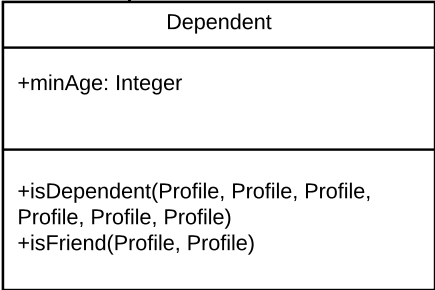 Dependent
+minAge: Integer
+isDependent(Profile, Profile, Profile,
Profile, Profile, Profile)
+isFriend(Profile, Profile)